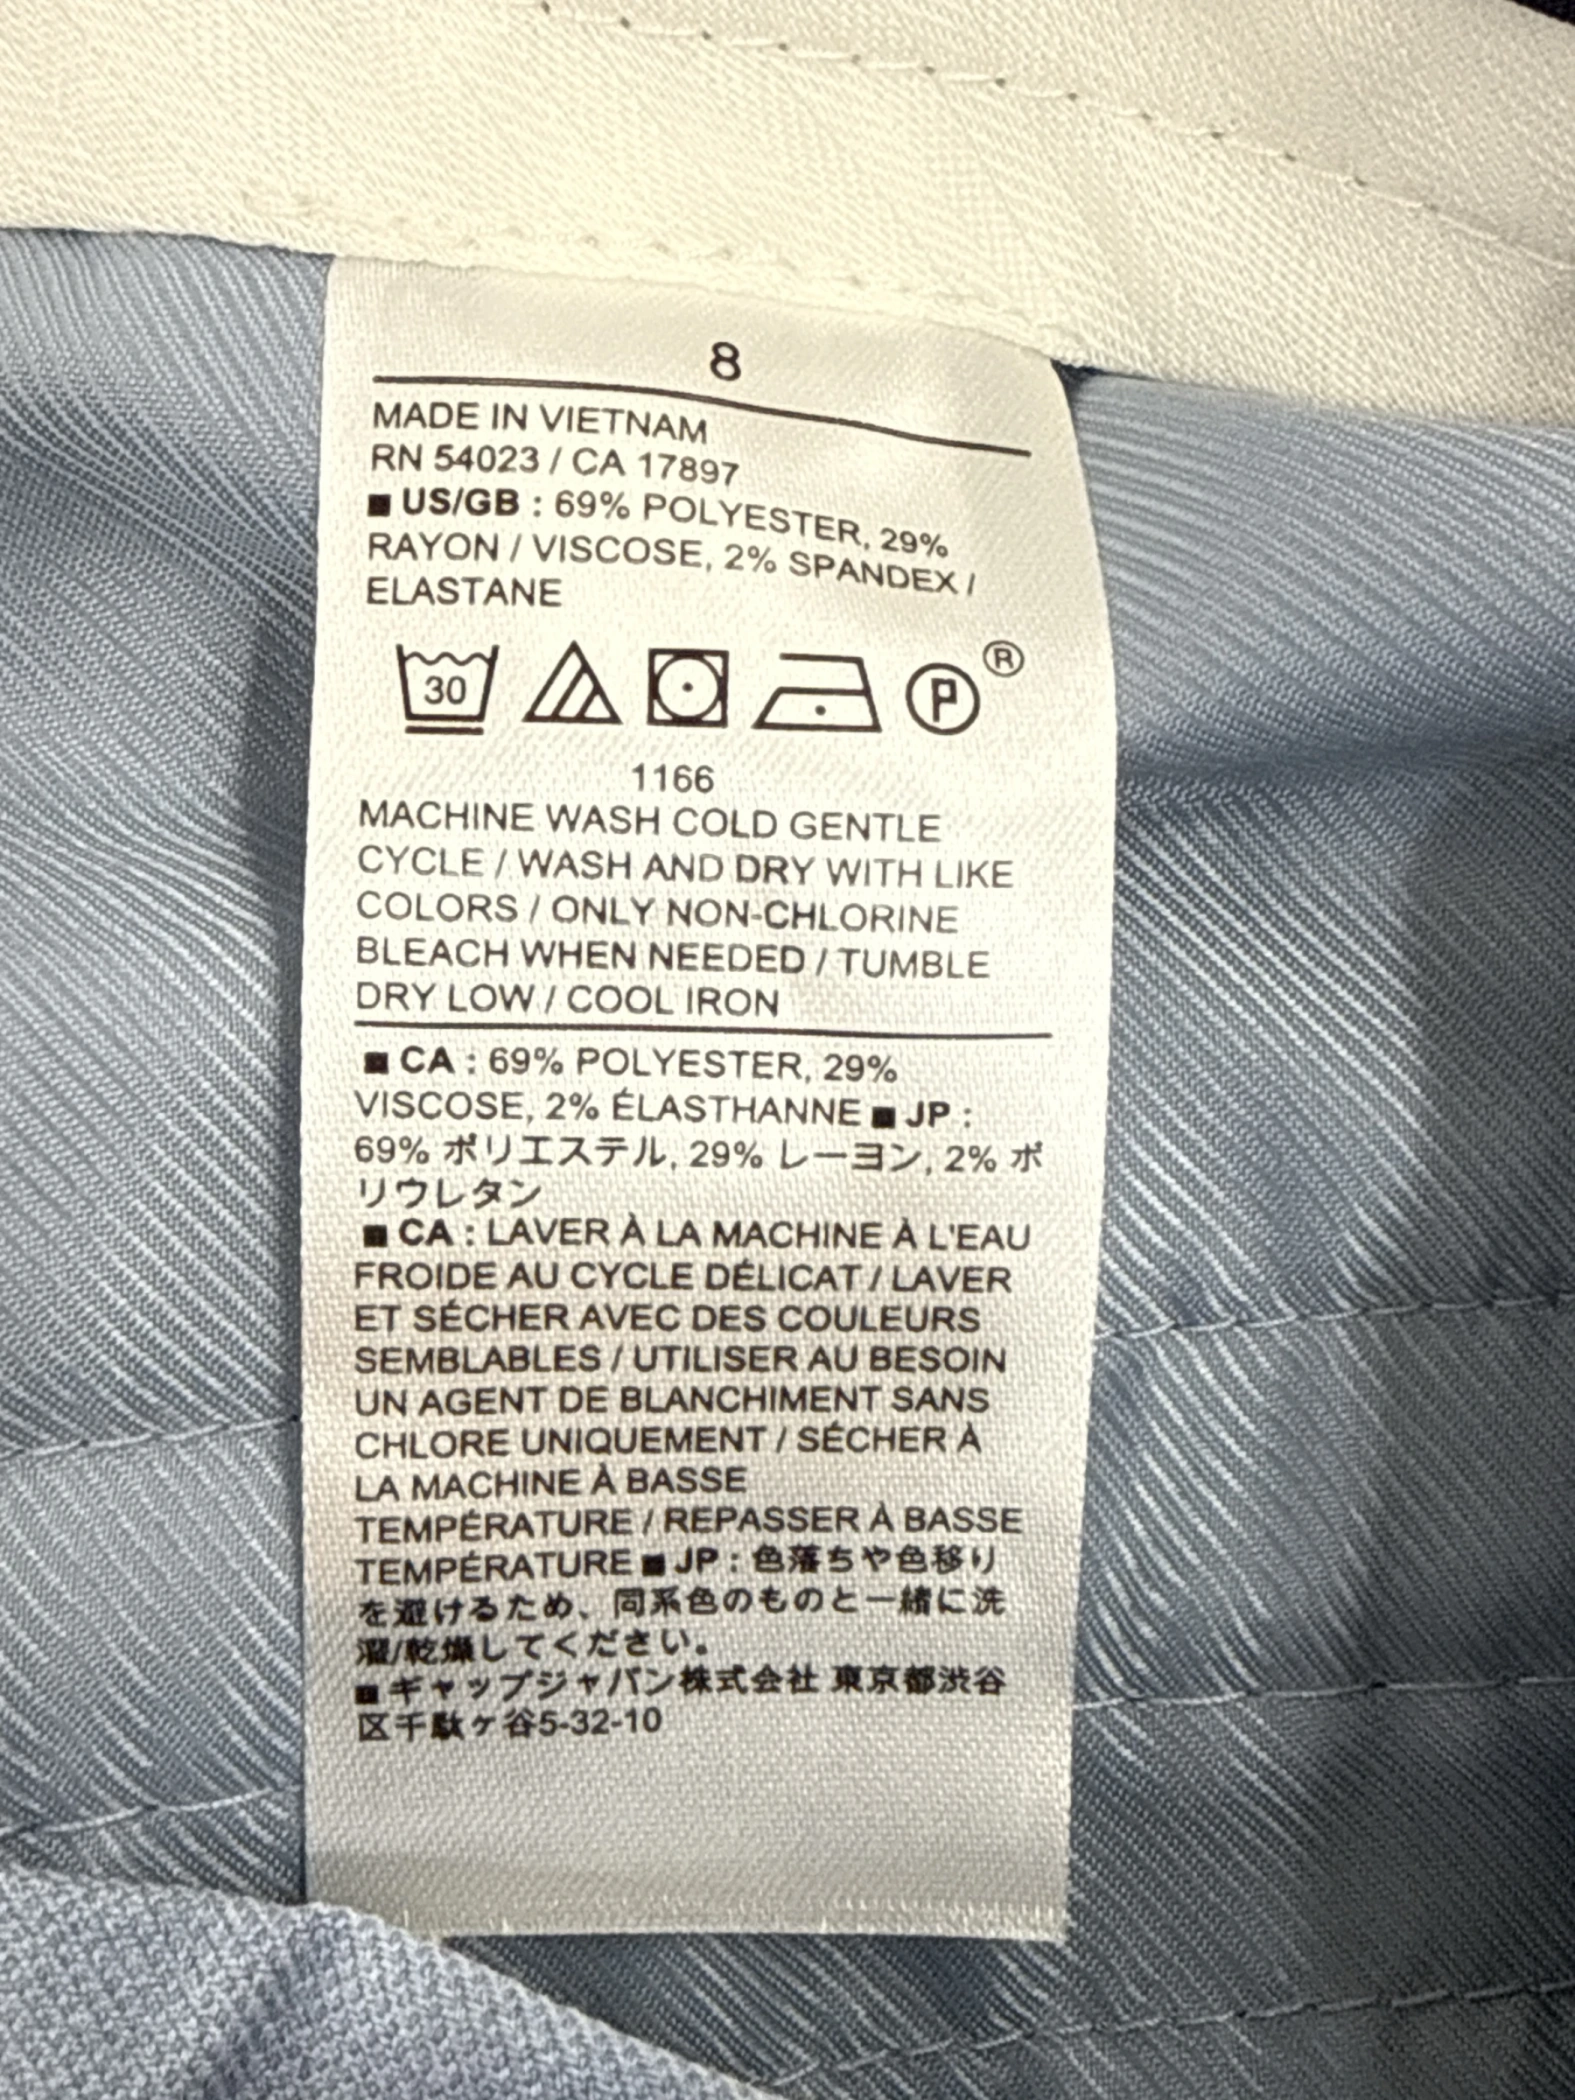 8
MADE IN VIETNAM
RN 54023 / CA 17897
■ US/GB : 69% POLYESTER, 29%
RAYON / VISCOSE, 2% SPANDEX /
ELASTANE
30
P
®
1166
MACHINE WASH COLD GENTLE
CYCLE / WASH AND DRY WITH LIKE
COLORS / ONLY NON-CHLORINE
BLEACH WHEN NEEDED / TUMBLE
DRY LOW / COOL IRON
■ CA : 69% POLYESTER, 29%
VISCOSE, 2% ÉLASTHANNE ■ JP :
69% ポリエステル, 29% レーヨン, 2% ポ
リウレタン
■ CA : LAVER À LA MACHINE À L'EAU
FROIDE AU CYCLE DÉLICAT / LAVER
ET SÉCHER AVEC DES COULEURS
SEMBLABLES / UTILISER AU BESOIN
UN AGENT DE BLANCHIMENT SANS
CHLORE UNIQUEMENT / SÉCHER À
LA MACHINE À BASSE
TEMPÉRATURE / REPASSER À BASSE
TEMPÉRATURE ■ JP : 色落ちや色移り
を避けるため、同系色のものと一緒に洗
濯/乾燥してください。
■ ギャップジャパン株式会社 東京都渋谷
区千駄ヶ谷5-32-10